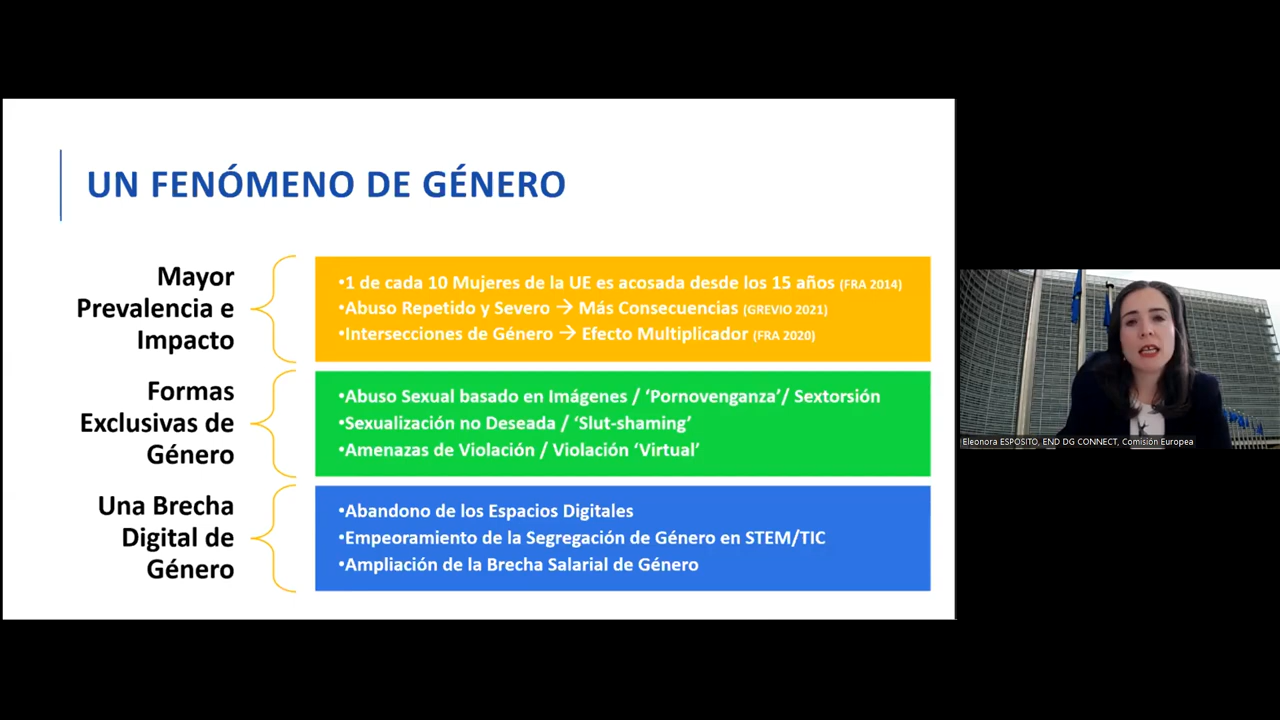 UN FENÓMENO DE GÉNERO
Mayor
Prevalencia e
Impacto
•1 de cada 10 Mujeres de la UE es acosada desde los 15 años (FRA 2014)
•Abuso Repetido y Severo → Más Consecuencias (GREVIO 2021)
•Intersecciones de Género → Efecto Multiplicador (FRA 2020)
Formas
Exclusivas de
Género
•Abuso Sexual basado en Imágenes / ‘Pornovenganza’/ Sextorsión
•Sexualización no Deseada / ‘Slut-shaming’
•Amenazas de Violación / Violación ‘Virtual’
Una Brecha
Digital de
Género
•Abandono de los Espacios Digitales
•Empeoramiento de la Segregación de Género en STEM/TIC
•Ampliación de la Brecha Salarial de Género
Eleonora ESPOSITO, END DG CONNECT, Comisión Europea